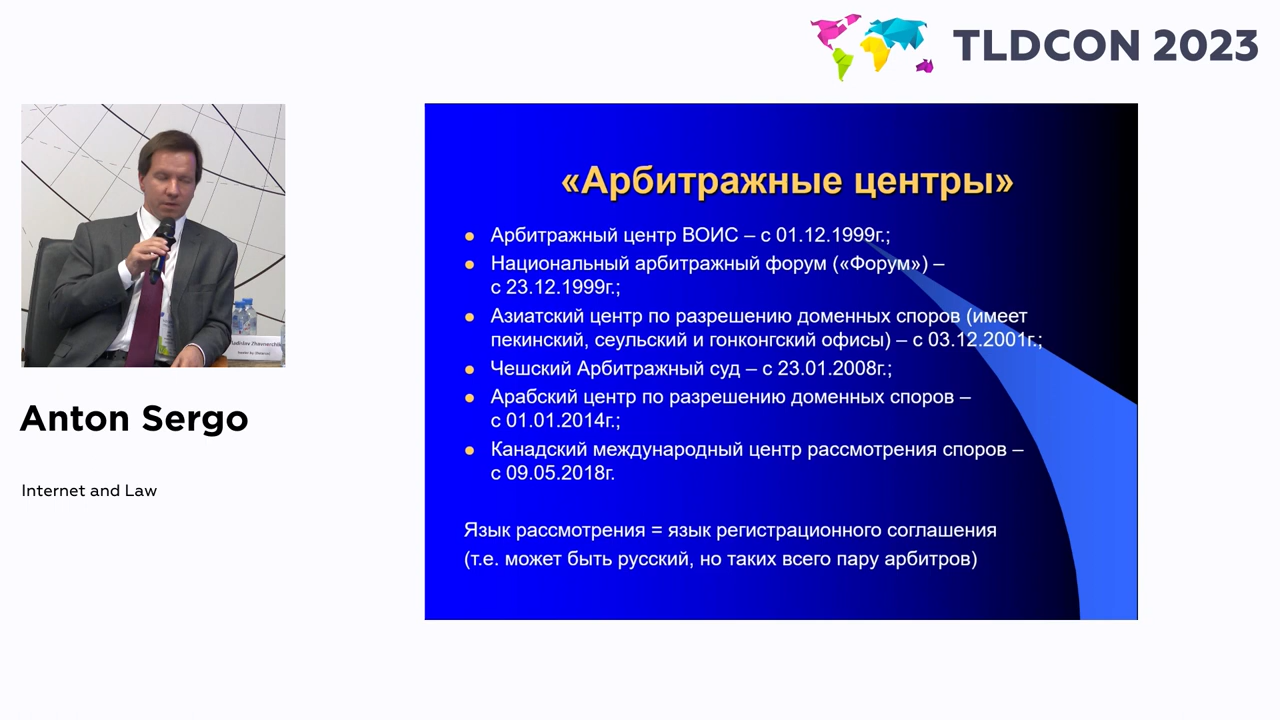 TLDCON 2023
«Арбитражные центры»
Арбитражный центр ВОИС – с 01.12.1999г.;
Национальный арбитражный форум («Форум») –
с 23.12.1999г.;
Азиатский центр по разрешению доменных споров (имеет
пекинский, сеульский и гонконгский офисы) – с 03.12.2001г.;
Чешский Арбитражный суд – с 23.01.2008г.;
Арабский центр по разрешению доменных споров –
с 01.01.2014г.;
Канадский международный центр рассмотрения споров –
с 09.05.2018г.
Язык рассмотрения = язык регистрационного соглашения
(т.е. может быть русский, но таких всего пару арбитров)
Anton Sergo
Internet and Law